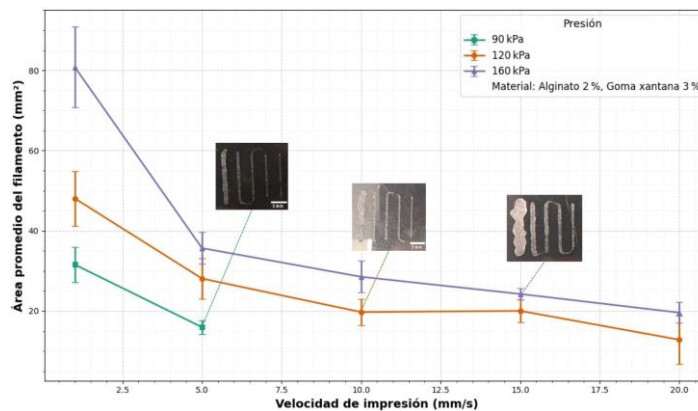 Área promedio del filamento (mm²)
80
60
40
20
Presión
90 kPa
120 kPa
160 kPa
Material: Alginato 2 %, Goma xantana 3 %
2.5
5.0
7.5
10.0
12.5
15.0
17.5
20.0
Velocidad de impresión (mm/s)